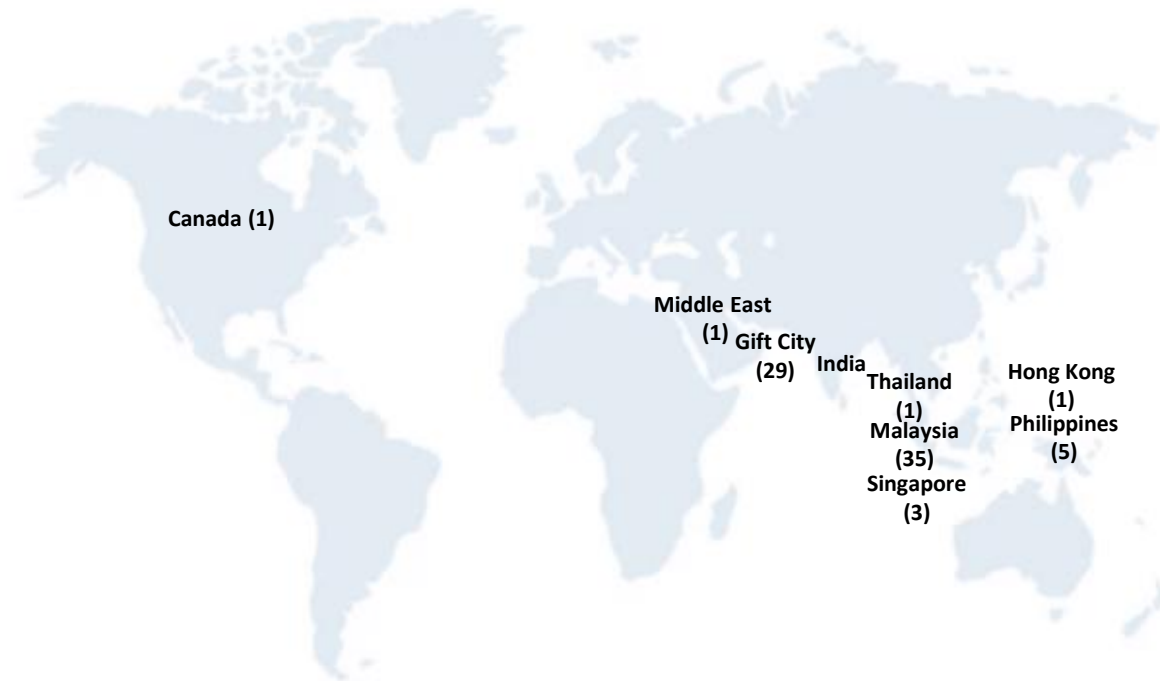 Canada (1)
Middle East
(1)
Gift City
(29)
India
Thailand
(1)
Malaysia
(35)
Singapore
(3)
Hong Kong
(1)
Philippines
(5)